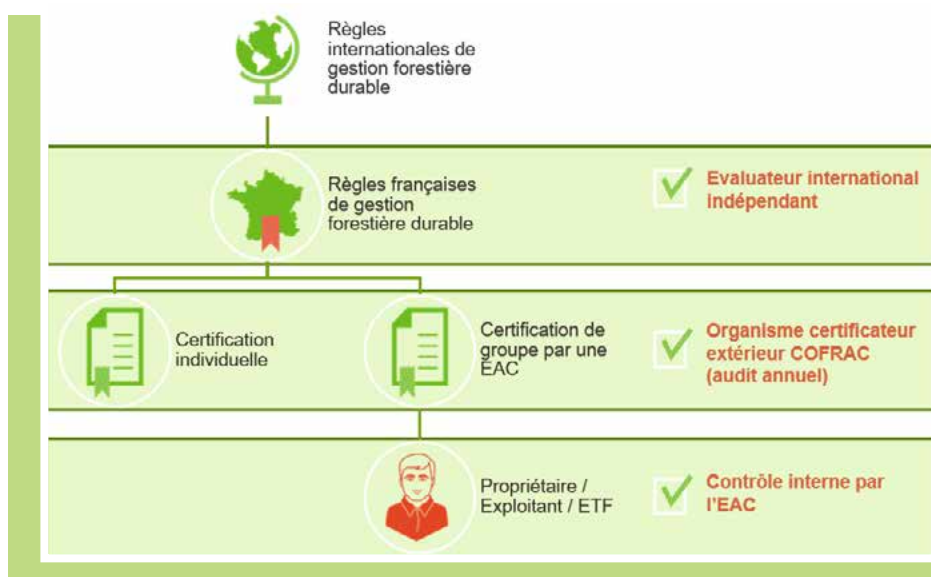 Règles
internationales de
gestion forestière
durable
Règles françaises
de gestion
forestière durable
Evaluateur international
indépendant
Certification
individuelle
Certification de
groupe par une
EAC
Organisme certificateur
extérieur COFRAC
(audit annuel)
Propriétaire /
Exploitant / ETF
Contrôle interne par
l'EAC